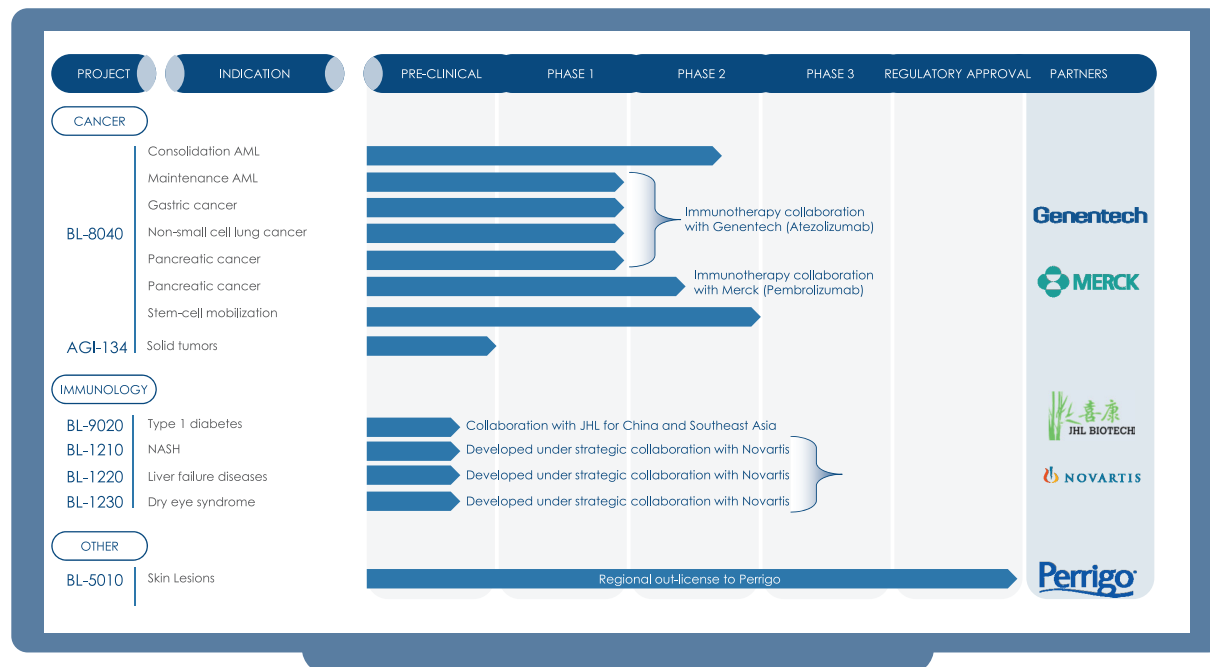 PROJECT INDICATION PRE-CLINICAL PHASE 1 PHASE 2 PHASE 3 REGULATORY APPROVAL PARTNERS
CANCER
BL-8040
Consolidation AML
Maintenance AML
Gastric cancer
Non-small cell lung cancer
Pancreatic cancer
Immunotherapy collaboration
with Genentech (Atezolizumab)
Genentech
Pancreatic cancer
Immunotherapy collaboration
with Merck (Pembrolizumab)
MERCK
Stem-cell mobilization
AGI-134 Solid tumors
IMMUNOLOGY
BL-9020 Type 1 diabetes Collaboration with JHL for China and Southeast Asia
喜康
JHL BIOTECH
BL-1210 NASH Developed under strategic collaboration with Novartis
BL-1220 Liver failure diseases Developed under strategic collaboration with Novartis
NOVARTIS
BL-1230 Dry eye syndrome Developed under strategic collaboration with Novartis
OTHER
BL-5010 Skin Lesions Regional out-license to Perrigo
Perrigo